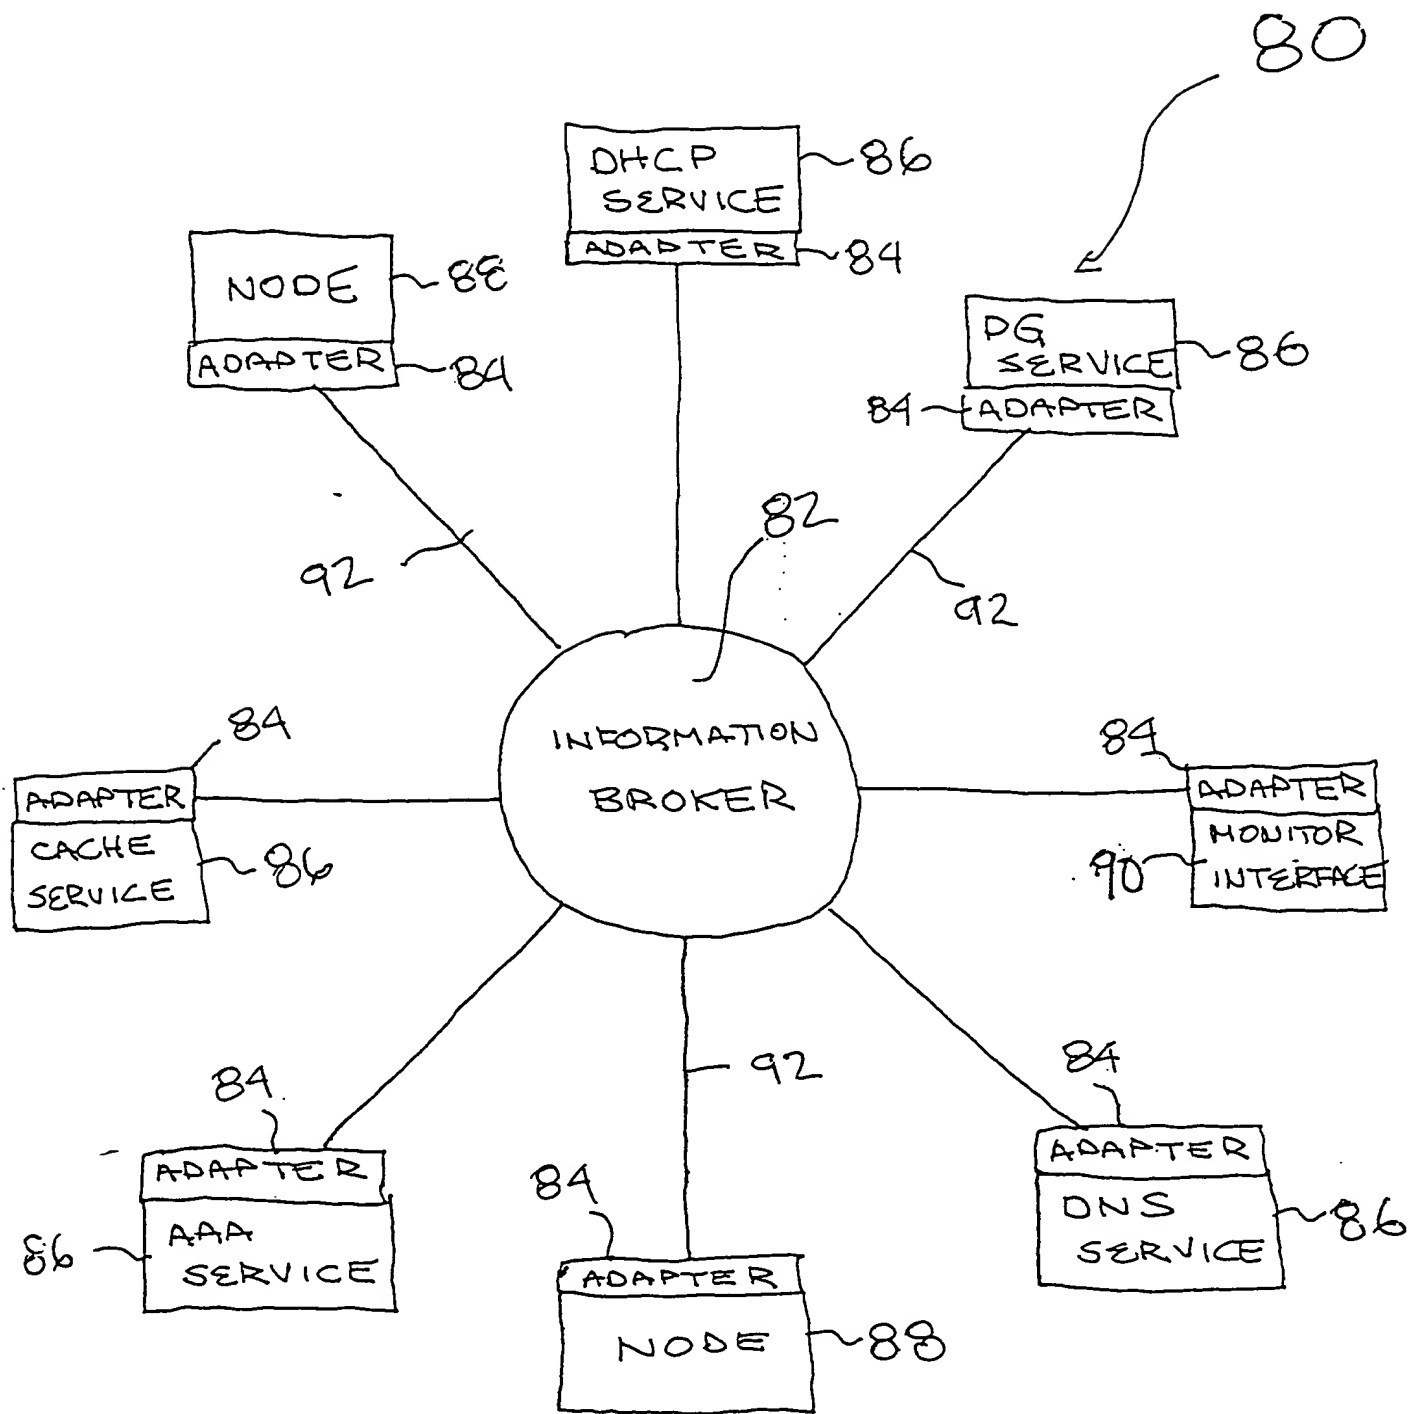 80
DHCP
SERVICE
86
ADAPTER
84
NODE
88
ADAPTER
84
PG
SERVICE
86
84
ADAPTER
82
92
92
INFORMATION
BROKER
84
ADAPTER
CACHE
SERVICE
86
84
ADAPTER
MONITOR
INTERFACE
90
84
ADAPTER
AAA
SERVICE
86
92
84
ADAPTER
NODE
88
84
ADAPTER
DNS
SERVICE
86